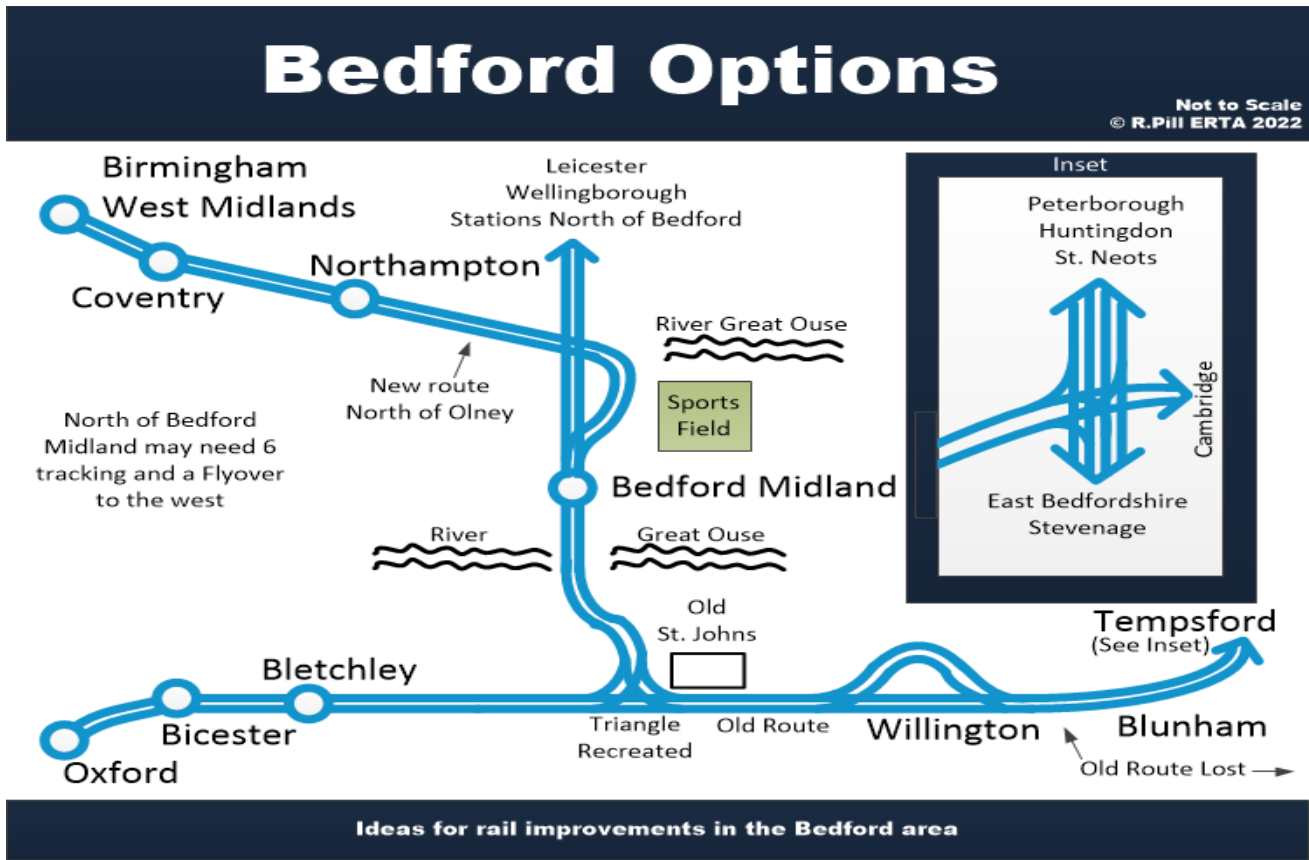 Bedford Options
Not to Scale
© R.Pill ERTA 2022
Birmingham
West Midlands
Coventry
Northampton
Leicester
Wellingborough
Stations North of Bedford
New route
North of Olney
North of Bedford
Midland may need 6
tracking and a Flyover
to the west
River Great Ouse
Sports
Field
Bedford Midland
River
Great Ouse
Inset
Peterborough
Huntingdon
St. Neots
Cambridge
East Bedfordshire
Stevenage
Old
St. Johns
Tempsford
(See Inset)
Bletchley
Bicester
Oxford
Triangle
Recreated
Old Route
Willington
Blunham
Old Route Lost
Ideas for rail improvements in the Bedford area